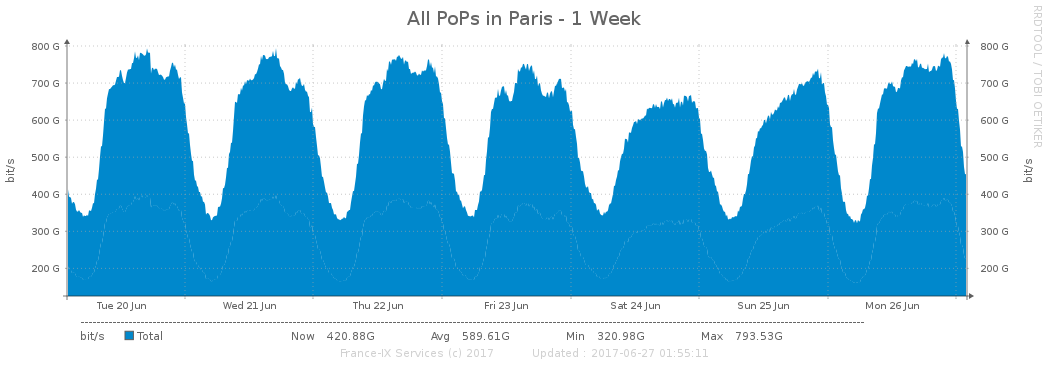 All PoPs in Paris - 1 Week
RRDTOOL / TOBI OETIKER
bit/s
800 G 800 G
700 G 700 G
600 G 600 G
500 G 500 G
400 G 400 G
300 G 300 G
200 G 200 G
bit/s
Tue 20 Jun Wed 21 Jun Thu 22 Jun Fri 23 Jun Sat 24 Jun Sun 25 Jun Mon 26 Jun
bit/s Total Now 420.88G Avg 589.61G Min 320.98G Max 793.53G
France-IX Services (c) 2017 Updated : 2017-06-27 01:55:11